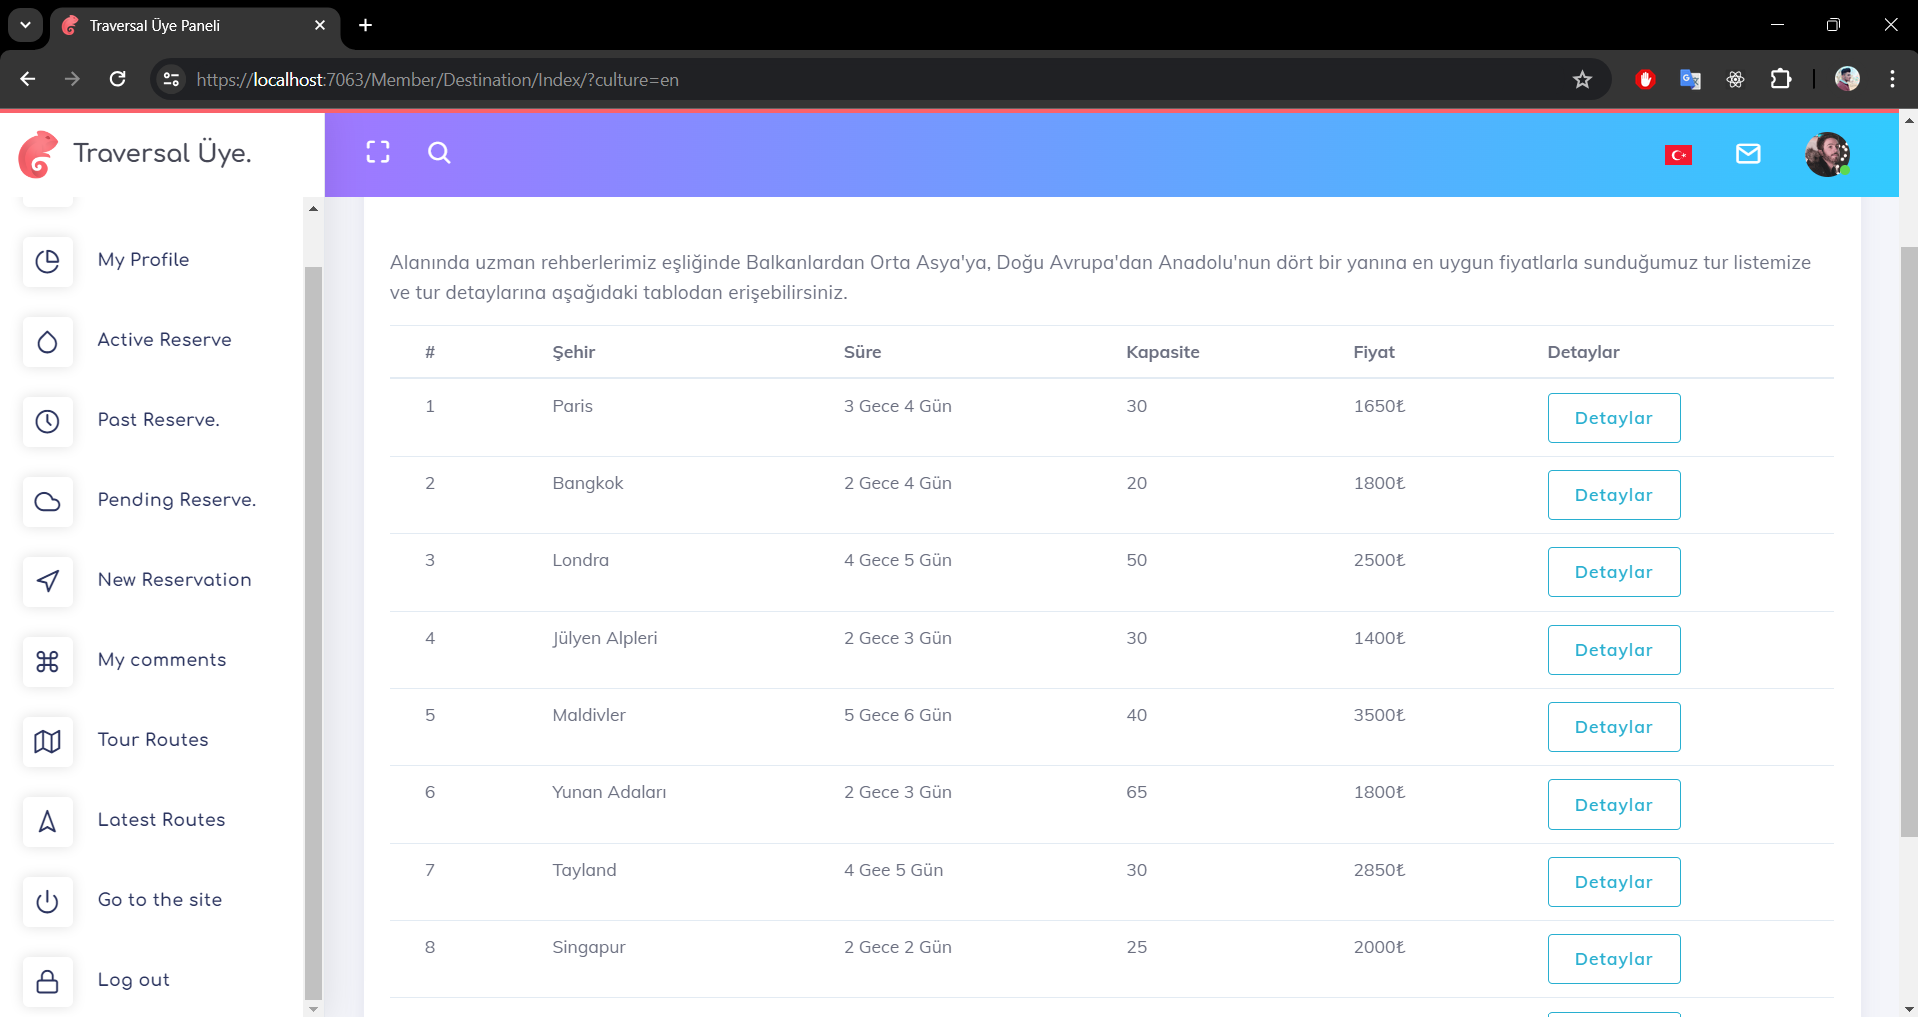 Traversal Üye Paneli
https://localhost:7063/Member/Destination/Index/?culture=en
Traversal Üye.
My Profile
Active Reserve
Past Reserve.
Pending Reserve.
New Reservation
My comments
Tour Routes
Latest Routes
Go to the site
Log out
Alanında uzman rehberlerimiz eşliğinde Balkanlardan Orta Asya'ya, Doğu Avrupa'dan Anadolu'nun dört bir yanına en uygun fiyatlarla sunduğumuz tur listemize
ve tur detaylarına aşağıdaki tablodan erişebilirsiniz.
# Şehir Süre Kapasite Fiyat Detaylar
1 Paris 3 Gece 4 Gün 30 1650₺ Detaylar
2 Bangkok 2 Gece 4 Gün 20 1800₺ Detaylar
3 Londra 4 Gece 5 Gün 50 2500₺ Detaylar
4 Jülyen Alpleri 2 Gece 3 Gün 30 1400₺ Detaylar
5 Maldivler 5 Gece 6 Gün 40 3500₺ Detaylar
6 Yunan Adaları 2 Gece 3 Gün 65 1800₺ Detaylar
7 Tayland 4 Gee 5 Gün 30 2850₺ Detaylar
8 Singapur 2 Gece 2 Gün 25 2000₺ Detaylar